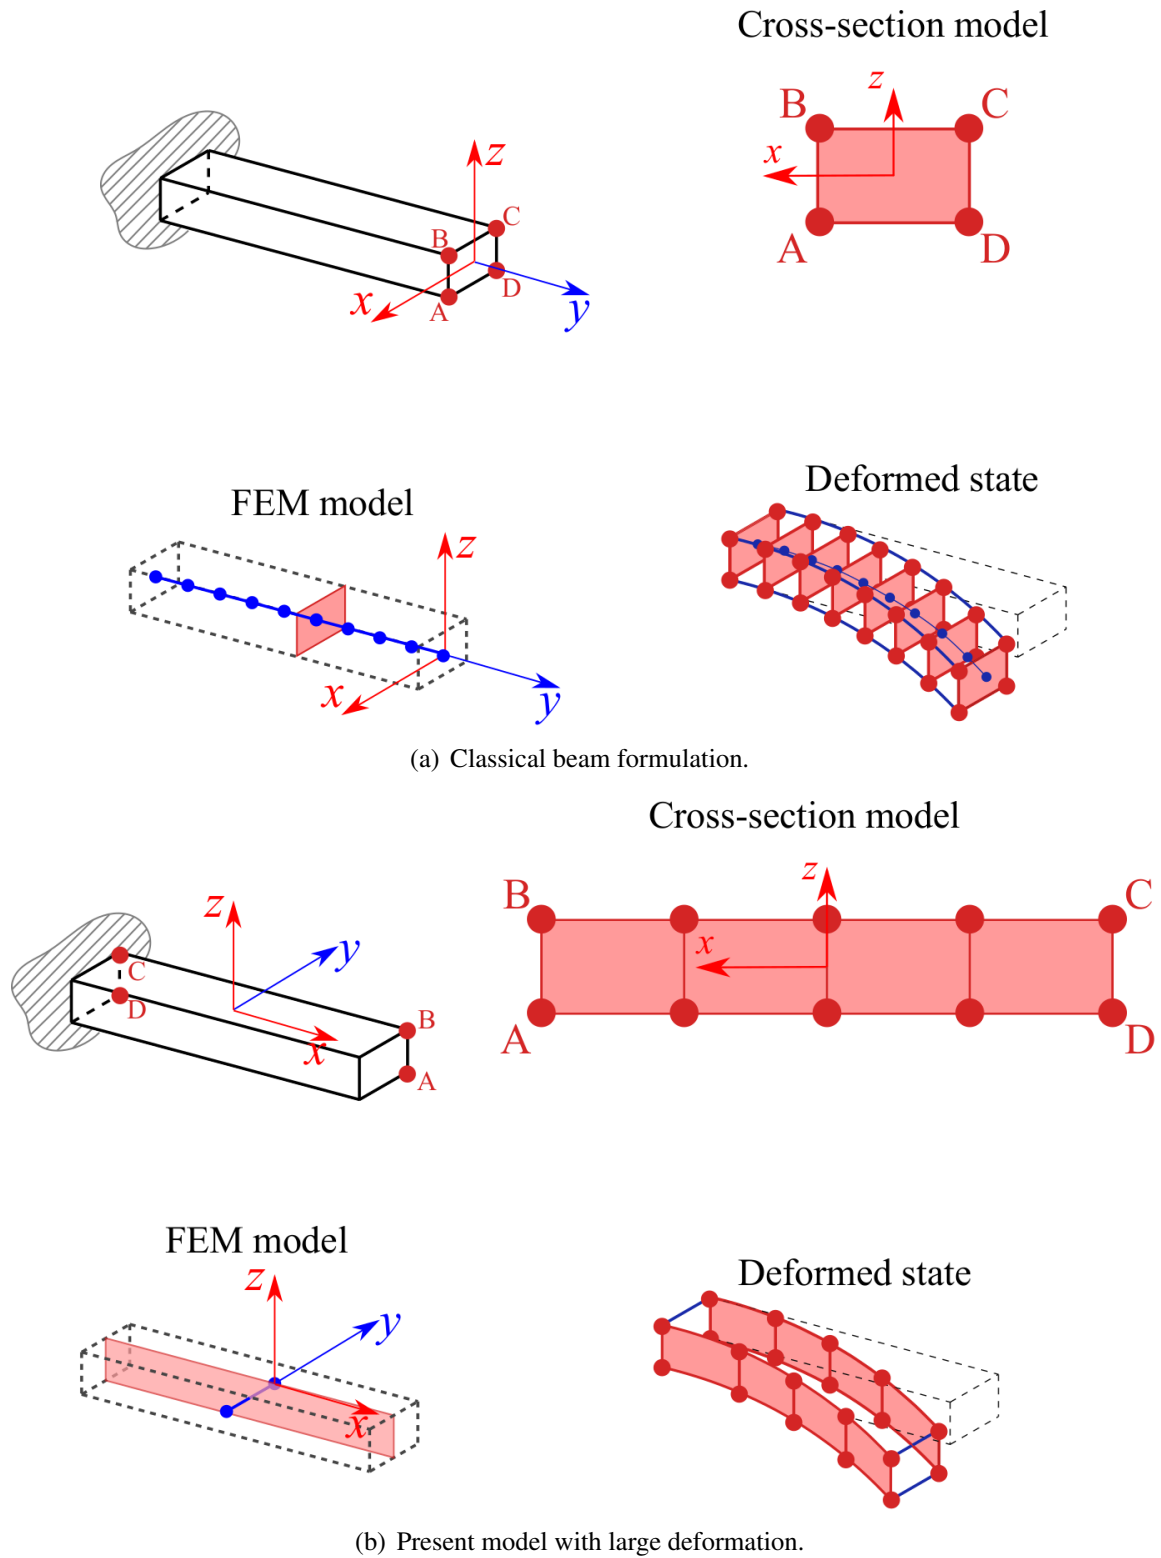 Cross-section model
z
B
C
x
A
D
z
C
B
D
x
A
y
Deformed state
FEM model
z
x
y
(a) Classical beam formulation.
Cross-section model
z
B
C
x
A
D
z
y
C
D
B
x
A
FEM model
z
y
x
Deformed state
(b) Present model with large deformation.